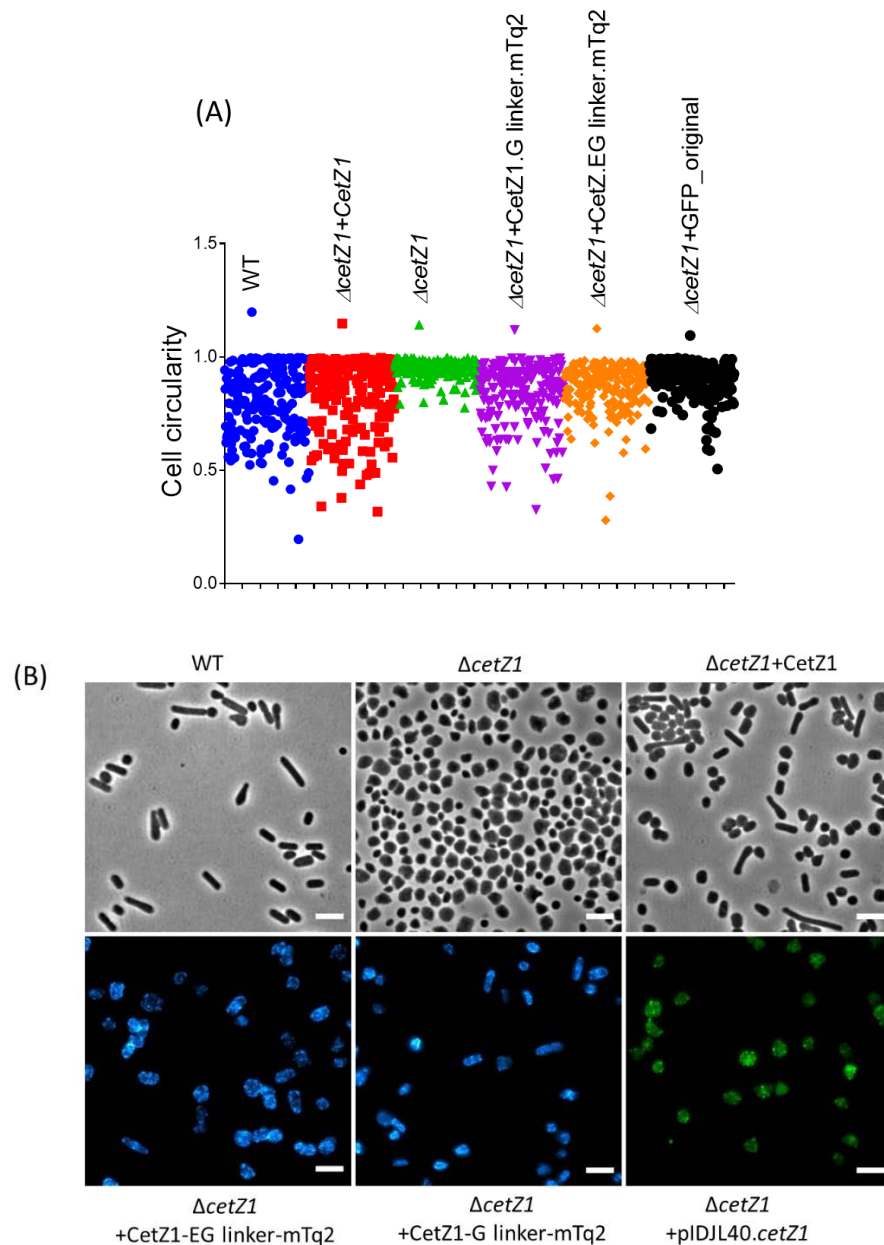 (A)
WT
ΔcetZ1+CetZ1
ΔcetZ1
ΔcetZ1+CetZ1.G linker.mTq2
ΔcetZ1+CetZ.EG linker.mTq2
ΔcetZ1+GFP_original
Cell circularity
1.5
1.0
0.5
0.0
(B)
WT
ΔcetZ1
ΔcetZ1+CetZ1
ΔcetZ1
+CetZ1-EG linker-mTq2
ΔcetZ1
+CetZ1-G linker-mTq2
ΔcetZ1
+pIDJL40.cetZ1